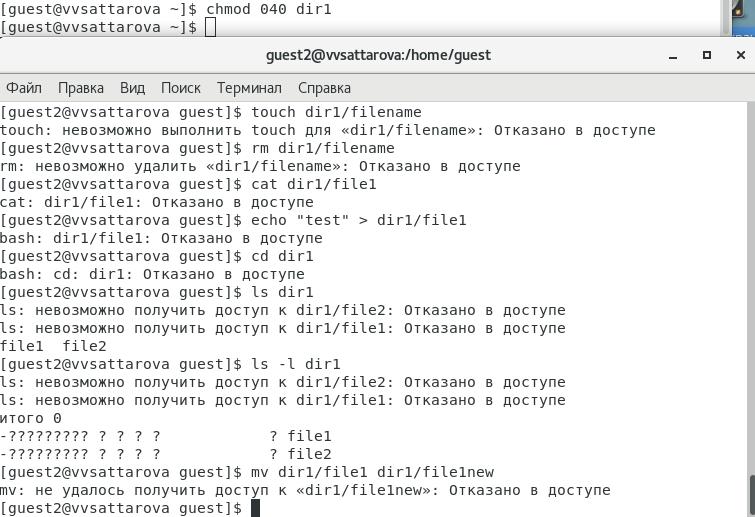 [guest@vvsattarova ~]$ chmod 040 dir1
[guest@vvsattarova ~]$
guest2@vvsattarova:/home/guest
Файл Правка Вид Поиск Терминал Справка
[guest2@vvsattarova guest]$ touch dir1/filename
touch: невозможно выполнить touch для «dir1/filename»: Отказано в доступе
[guest2@vvsattarova guest]$ rm dir1/filename
rm: невозможно удалить «dir1/filename»: Отказано в доступе
[guest2@vvsattarova guest]$ cat dir1/file1
cat: dir1/file1: Отказано в доступе
[guest2@vvsattarova guest]$ echo "test" > dir1/file1
bash: dir1/file1: Отказано в доступе
[guest2@vvsattarova guest]$ cd dir1
bash: cd: dir1: Отказано в доступе
[guest2@vvsattarova guest]$ ls dir1
ls: невозможно получить доступ к dir1/file2: Отказано в доступе
ls: невозможно получить доступ к dir1/file1: Отказано в доступе
file1  file2
[guest2@vvsattarova guest]$ ls -l dir1
ls: невозможно получить доступ к dir1/file2: Отказано в доступе
ls: невозможно получить доступ к dir1/file1: Отказано в доступе
итого 0
-????????? ? ? ? ?            ? file1
-????????? ? ? ? ?            ? file2
[guest2@vvsattarova guest]$ mv dir1/file1 dir1/file1new
mv: не удалось получить доступ к «dir1/file1new»: Отказано в доступе
[guest2@vvsattarova guest]$